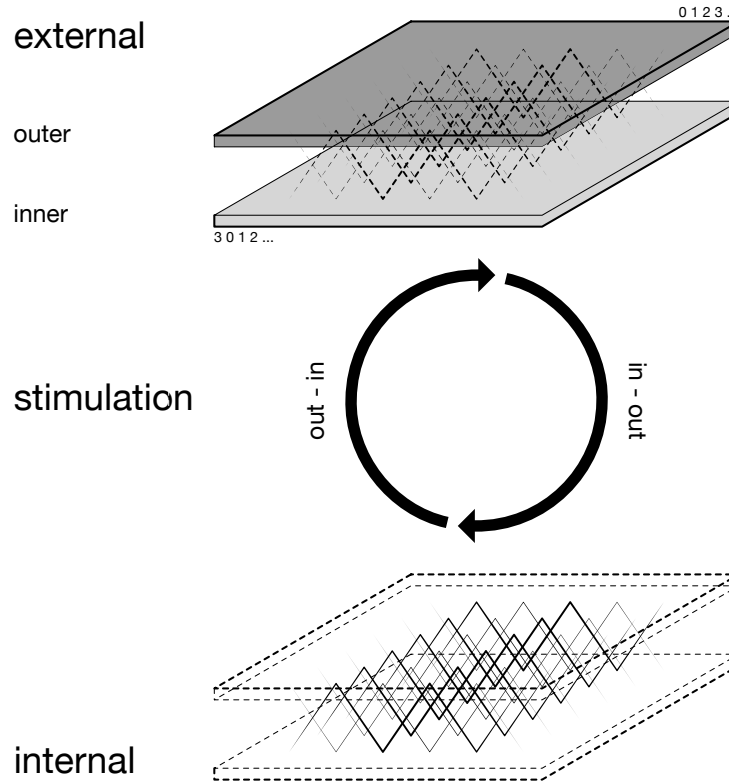 0 1 2 3 .
external
outer
inner
3 0 1 2 ...
stimulation
out - in
in - out
internal